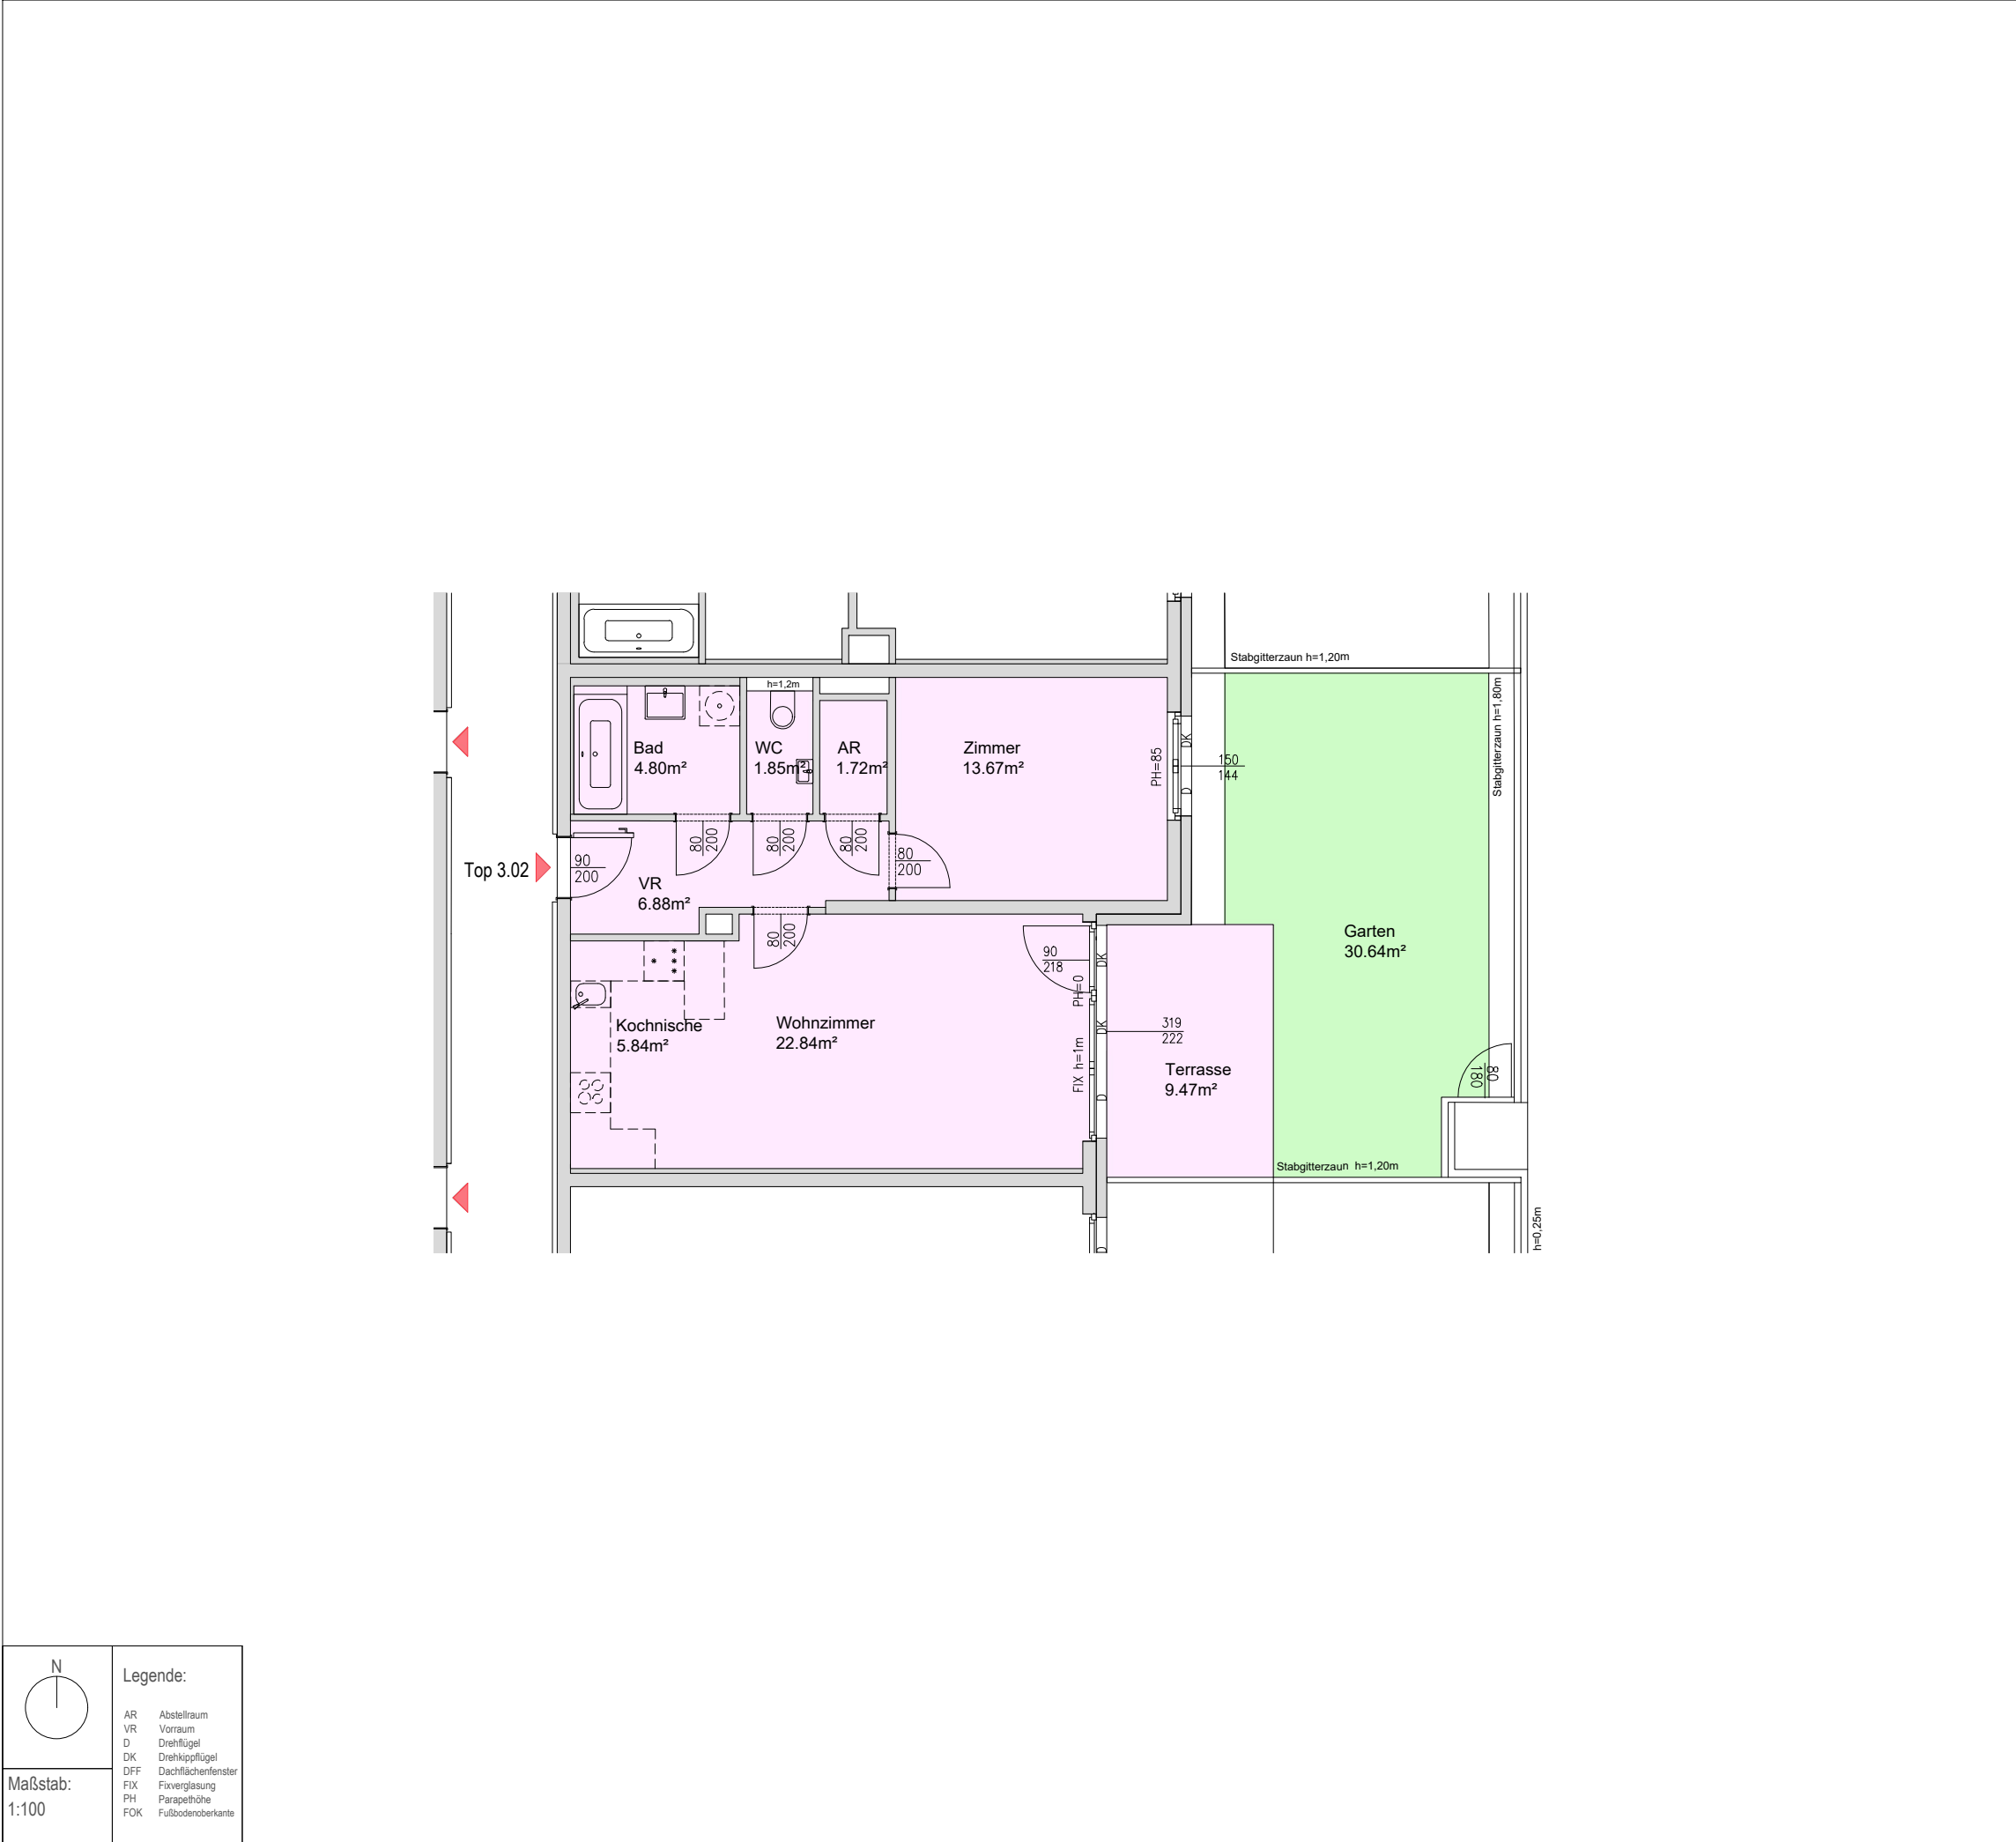 Stabgitterzaun h=1,20m
Stabgitterzaun h=1,80m
h=1,2m
Bad
4.80m²
WC
1.85m²
AR
1.72m²
Zimmer
13.67m²
PH=85
DK
D
150
144
80
200
80
200
80
200
80
200
Top 3.02
90
200
VR
6.88m²
80
200
90
218
PH=0
DK
DK
D
FIX h=1m
Kochnische
5.84m²
Wohnzimmer
22.84m²
319
222
Terrasse
9.47m²
Garten
30.64m²
80
180
Stabgitterzaun h=1,20m
h=0,25m
D
N
Maßstab:
1:100
Legende:
AR Abstellraum
VR Vorraum
D Drehflügel
DK Drehkippflügel
DFF Dachflächenfenster
FIX Fixverglasung
PH Parapethöhe
FOK Fußbodenoberkante